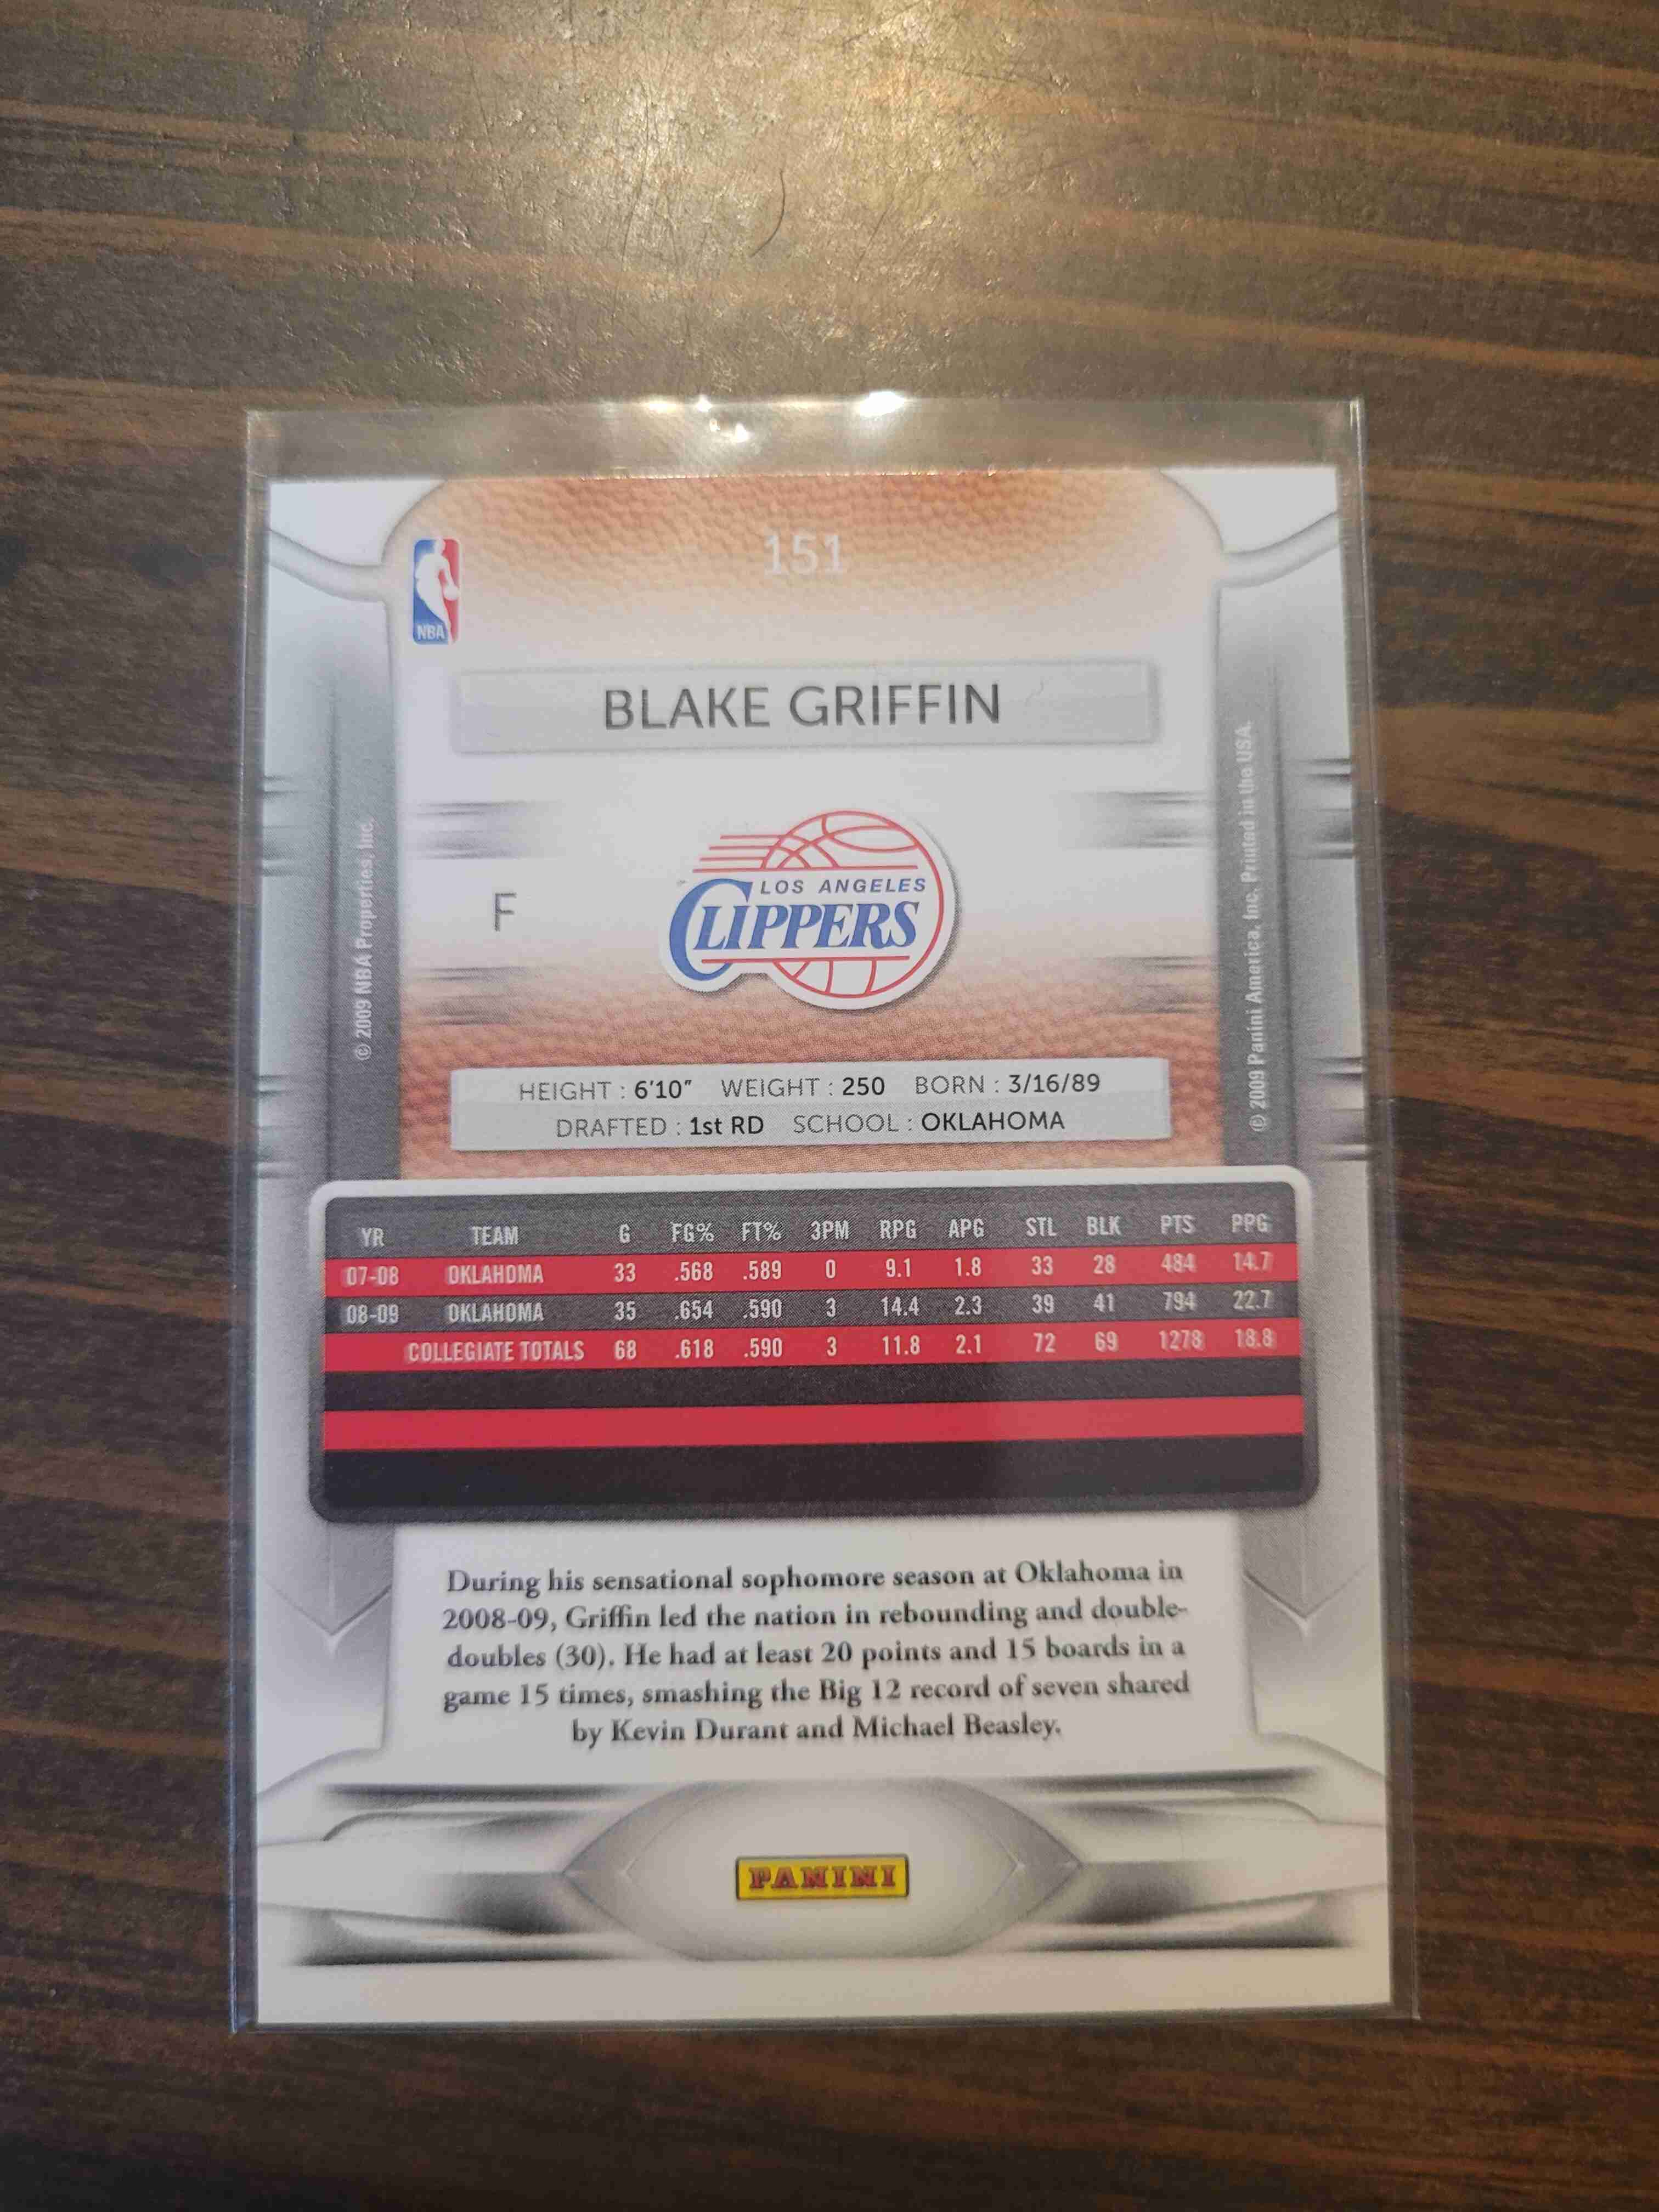 151
NBA
BLAKE GRIFFIN
LOS ANGELES
CLIPPERS
F
© 2009 NBA Properties, Inc.
© 2009 Panini America, Inc. Printed in the USA.
HEIGHT : 6'10" WEIGHT : 250 BORN : 3/16/89
DRAFTED : 1st RD SCHOOL : OKLAHOMA
YR TEAM G FG% FT% 3PM RPG APG STL BLK PTS PPG
07-08 OKLAHOMA 33 .568 .589 0 9.1 1.8 33 28 484 14.7
08-09 OKLAHOMA 35 .654 .590 3 14.4 2.3 39 41 794 22.7
COLLEGIATE TOTALS 68 .618 .590 3 11.8 2.1 72 69 1278 18.8
During his sensational sophomore season at Oklahoma in
2008-09, Griffin led the nation in rebounding and double-
doubles (30). He had at least 20 points and 15 boards in a
game 15 times, smashing the Big 12 record of seven shared
by Kevin Durant and Michael Beasley.
PANINI